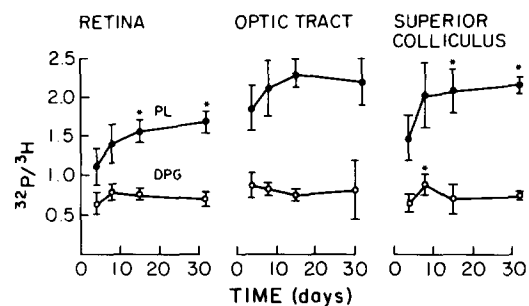 RETINA
OPTIC TRACT
SUPERIOR
COLLICULUS
32P/3H
2.5
2.0
1.5
1.0
0.5
PL
* *
DPG
* *
*
0 10 20 30
0 10 20 30
0 10 20 30
TIME (days)